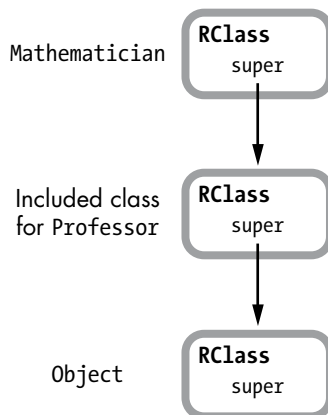 Mathematician
RClass
super
Included class
for Professor
RClass
super
Object
RClass
super